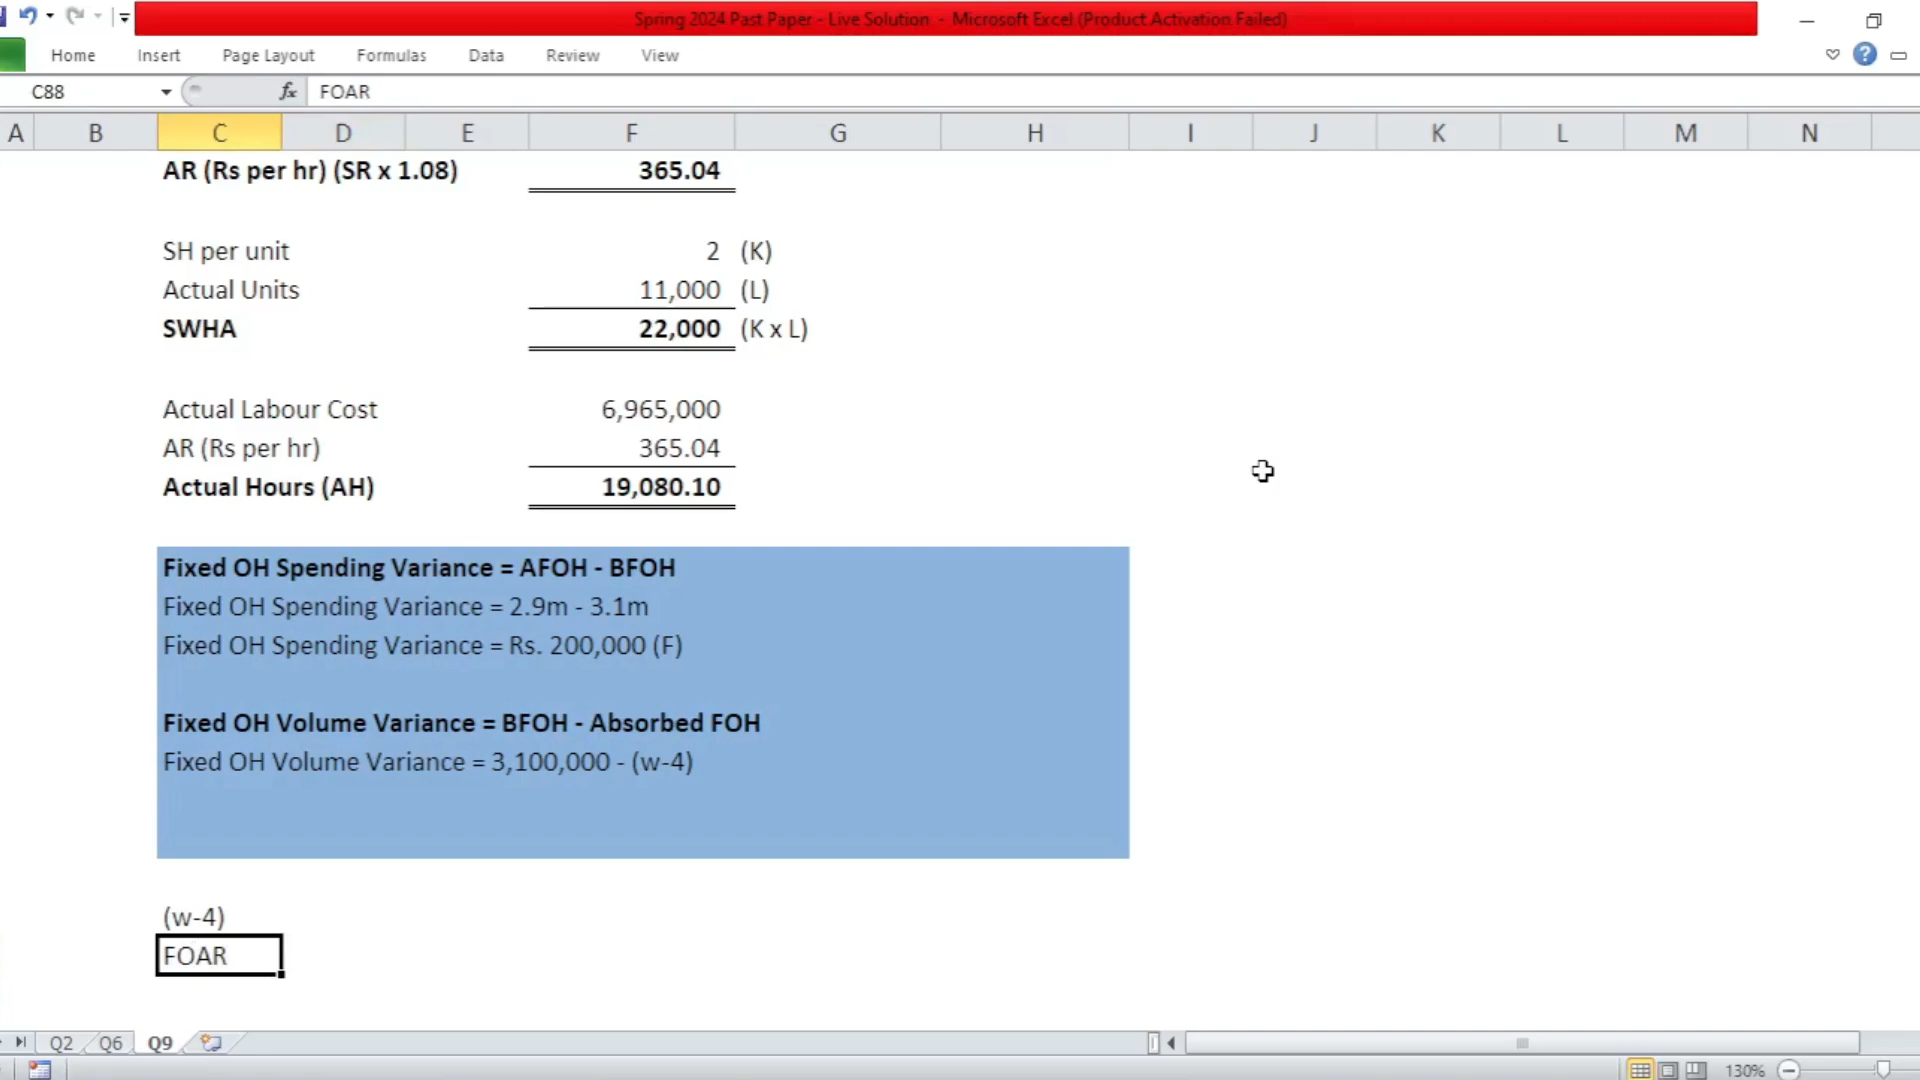 Spring 2024 Past Paper - Live Solution - Microsoft Excel (Product Activation Failed)
Home Insert Page Layout Formulas Data Review View
C88 fx FOAR
A B C D E F G H I J K L M N
AR (Rs per hr) (SR x 1.08) 365.04
SH per unit 2 (K)
Actual Units 11,000 (L)
SWHA 22,000 (K x L)
Actual Labour Cost 6,965,000
AR (Rs per hr) 365.04
Actual Hours (AH) 19,080.10
Fixed OH Spending Variance = AFOH - BFOH
Fixed OH Spending Variance = 2.9m - 3.1m
Fixed OH Spending Variance = Rs. 200,000 (F)
Fixed OH Volume Variance = BFOH - Absorbed FOH
Fixed OH Volume Variance = 3,100,000 - (w-4)
(w-4)
FOAR
Q2 Q6 Q9
130%